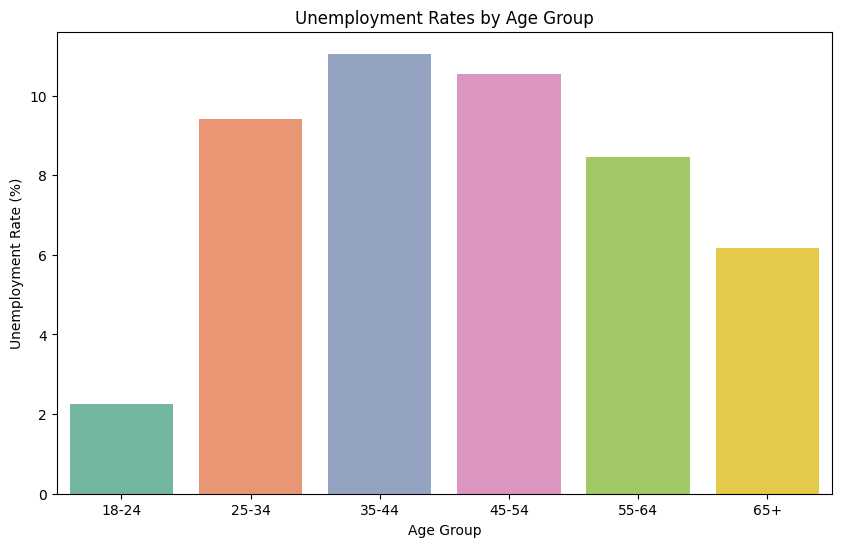 Unemployment Rates by Age Group
Unemployment Rate (%)
10
8
6
4
2
0
18-24 25-34 35-44 45-54 55-64 65+
Age Group